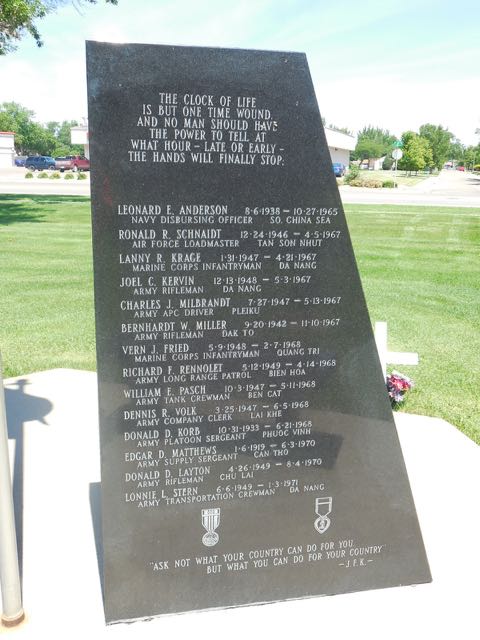 THE CLOCK OF LIFE
IS BUT ONE TIME WOUND,
AND NO MAN SHOULD HAVE
THE POWER TO TELL AT
WHAT HOUR - LATE OR EARLY -
THE HANDS WILL FINALLY STOP.
LEONARD E. ANDERSON 8·6·1938 — 10·27·1965
NAVY DISBURSING OFFICER SO. CHINA SEA
RONALD R. SCHNAIDT 12·24·1946 — 4·5·1967
AIR FORCE LOADMASTER TAN SON NHUT
LANNY R. KRAGE 1·31·1947 — 4·21·1967
MARINE CORPS INFANTRYMAN DA NANG
JOEL C. KERVIN 12·13·1948 — 5·3·1967
ARMY RIFLEMAN DA NANG
CHARLES J. MILBRANDT 7·27·1947 — 5·13·1967
ARMY APC DRIVER PLEIKU
BERNHARDT W. MILLER 9·20·1942 — 11·10·1967
ARMY RIFLEMAN DAK TO
VERN J. FRIED 5·9·1948 — 2·7·1968
MARINE CORPS INFANTRYMAN QUANG TRI
RICHARD F. RENNOLET 5·12·1949 — 4·14·1968
ARMY LONG RANGE PATROL BIEN HOA
WILLIAM E. PASCH 10·3·1947 — 5·11·1968
ARMY TANK CREWMAN BEN CAT
DENNIS R. VOLK 3·25·1947 — 6·5·1968
ARMY COMPANY CLERK LAI KHE
DONALD D. KORB 10·31·1933 — 6·21·1968
ARMY PLATOON SERGEANT PHUOC VINH
EDGAR D. MATTHEWS 1·6·1919 — 6·3·1970
ARMY SUPPLY SERGEANT CAN THO
DONALD D. LAYTON 4·26·1949 — 8·4·1970
ARMY RIFLEMAN CHU LAI
LONNIE L. STERN 6·6·1949 — 1·3·1971
ARMY TRANSPORTATION CREWMAN DA NANG
"ASK NOT WHAT YOUR COUNTRY CAN DO FOR YOU,
BUT WHAT YOU CAN DO FOR YOUR COUNTRY"
— J.F.K. —